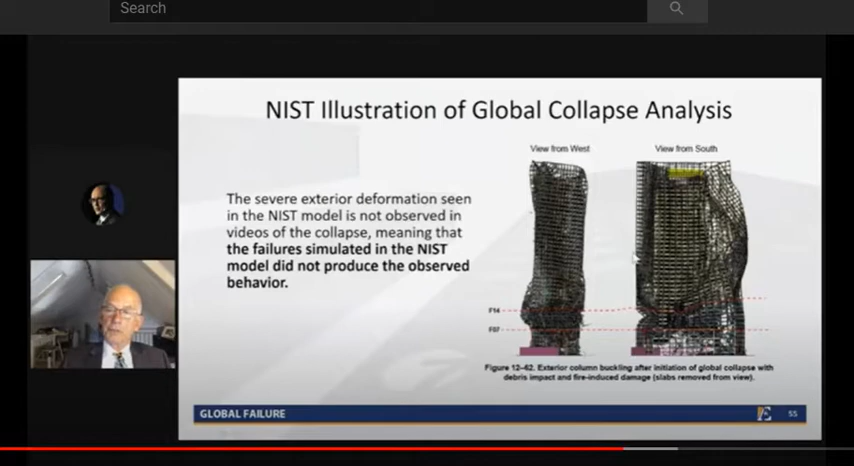 Search
NIST Illustration of Global Collapse Analysis
View from West
View from South
The severe exterior deformation seen
in the NIST model is not observed in
videos of the collapse, meaning that
the failures simulated in the NIST
model did not produce the observed
behavior.
F14
F07
Figure 12–62. Exterior column buckling after initiation of global collapse with
debris impact and fire-induced damage (slabs removed from view).
GLOBAL FAILURE
55